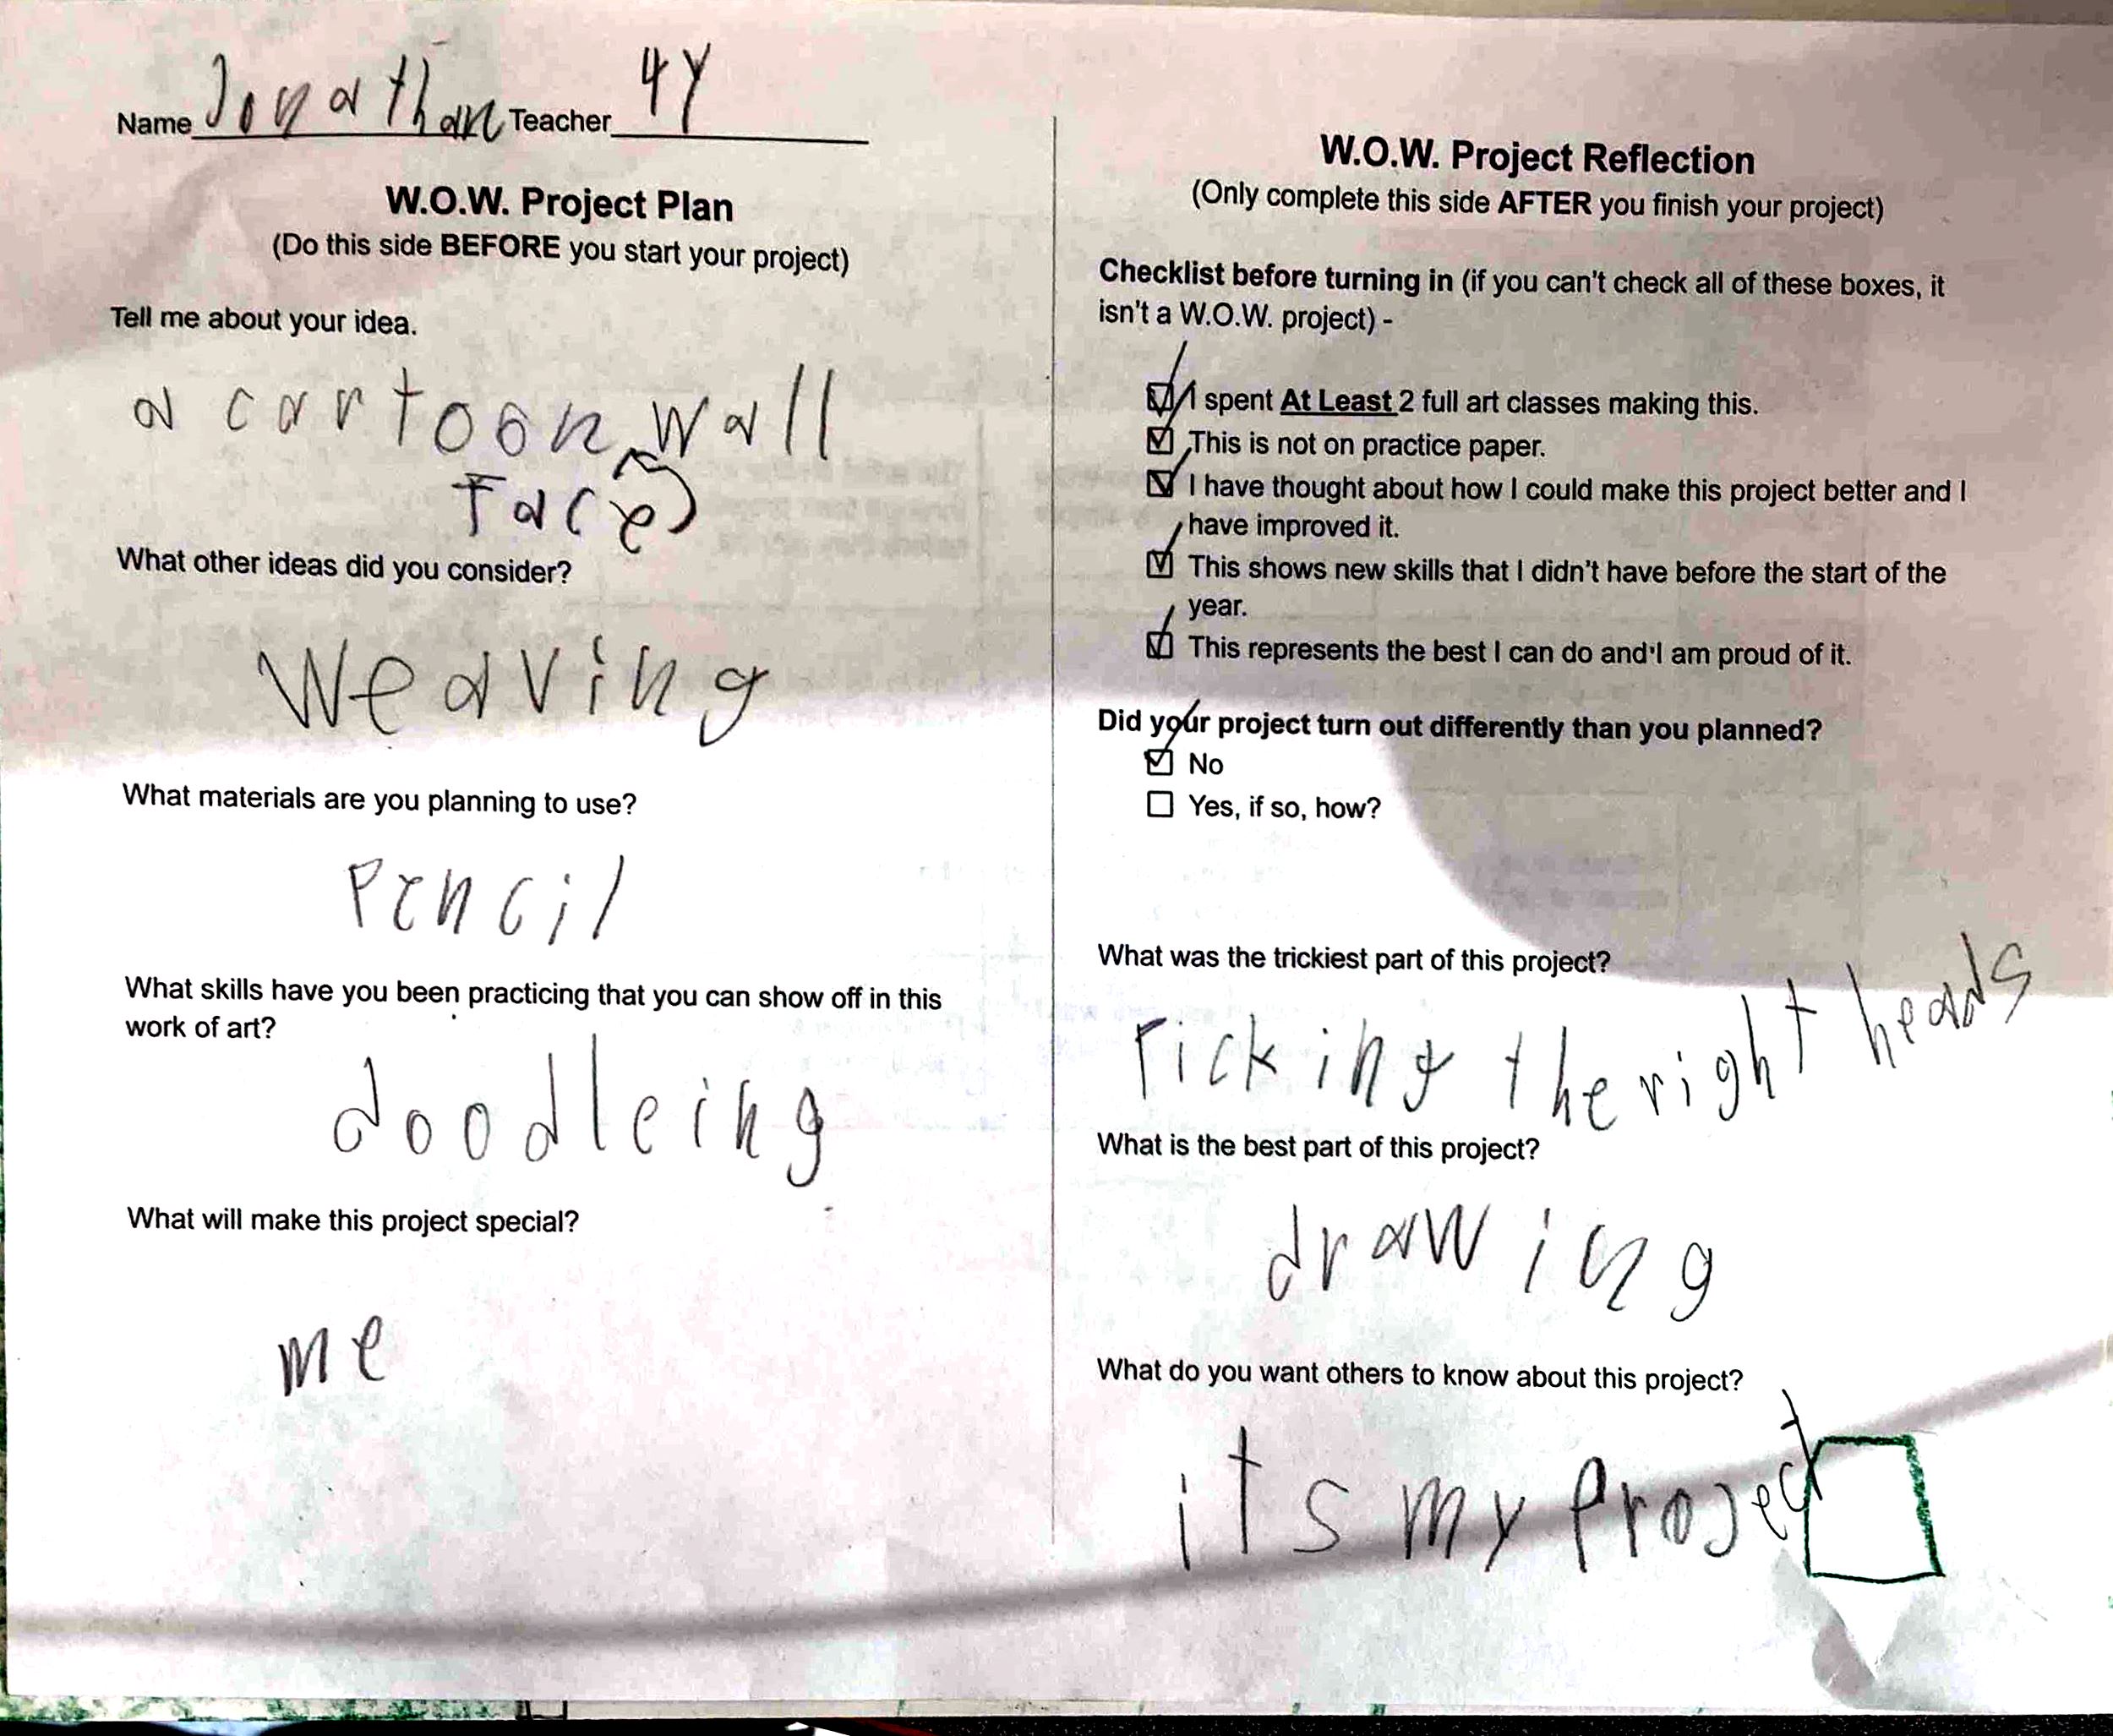 Name Jonathan Teacher 4Y
W.O.W. Project Plan
(Do this side BEFORE you start your project)
Tell me about your idea.
a cartoon wall
Face
What other ideas did you consider?
Weaving
What materials are you planning to use?
Pencil
What skills have you been practicing that you can show off in this
work of art?
doodleing
What will make this project special?
me
W.O.W. Project Reflection
(Only complete this side AFTER you finish your project)
Checklist before turning in (if you can't check all of these boxes, it
isn't a W.O.W. project) -
☑ I spent At Least 2 full art classes making this.
☑ This is not on practice paper.
☑ I have thought about how I could make this project better and I
have improved it.
☑ This shows new skills that I didn't have before the start of the
year.
☑ This represents the best I can do and I am proud of it.
Did your project turn out differently than you planned?
☑ No
☐ Yes, if so, how?
What was the trickiest part of this project?
Picking the right heads
What is the best part of this project?
drawing
What do you want others to know about this project?
its my Project